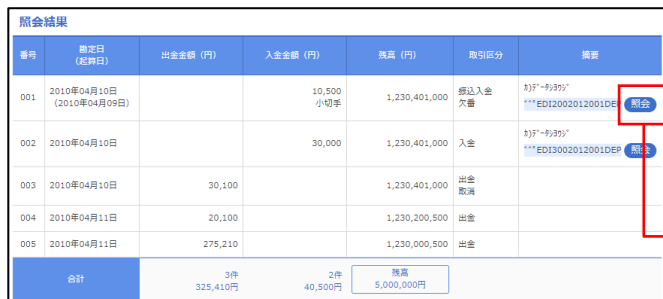 照会結果
番号 勘定日 出金金額（円） 入金金額（円） 残高（円） 取引区分 摘要
（起算日）
001 2010年04月10日 10,500 1,230,401,000 振込入金 ｶ)ﾃﾞｰﾀｼﾖｳｼﾞ
（2010年04月09日） 小切手 欠番 ***EDI2002012001DEP 照会
002 2010年04月10日 30,000 1,230,401,000 入金 ｶ)ﾃﾞｰﾀｼﾖｳｼﾞ
***EDI3002012001DEP 照会
003 2010年04月10日 30,100 1,230,401,000 出金
取消
004 2010年04月11日 20,100 1,230,200,500 出金
005 2010年04月11日 275,210 1,230,000,500 出金
合計 3件 2件 残高
325,410円 40,500円 5,000,000円